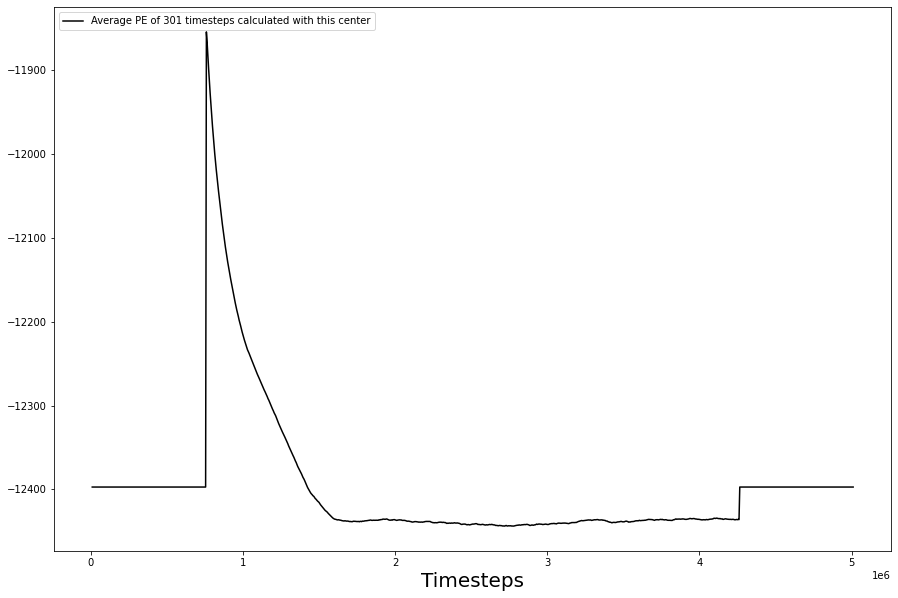 Average PE of 301 timesteps calculated with this center
−11900
−12000
−12100
−12200
−12300
−12400
0 1 2 3 4 5
1e6
Timesteps